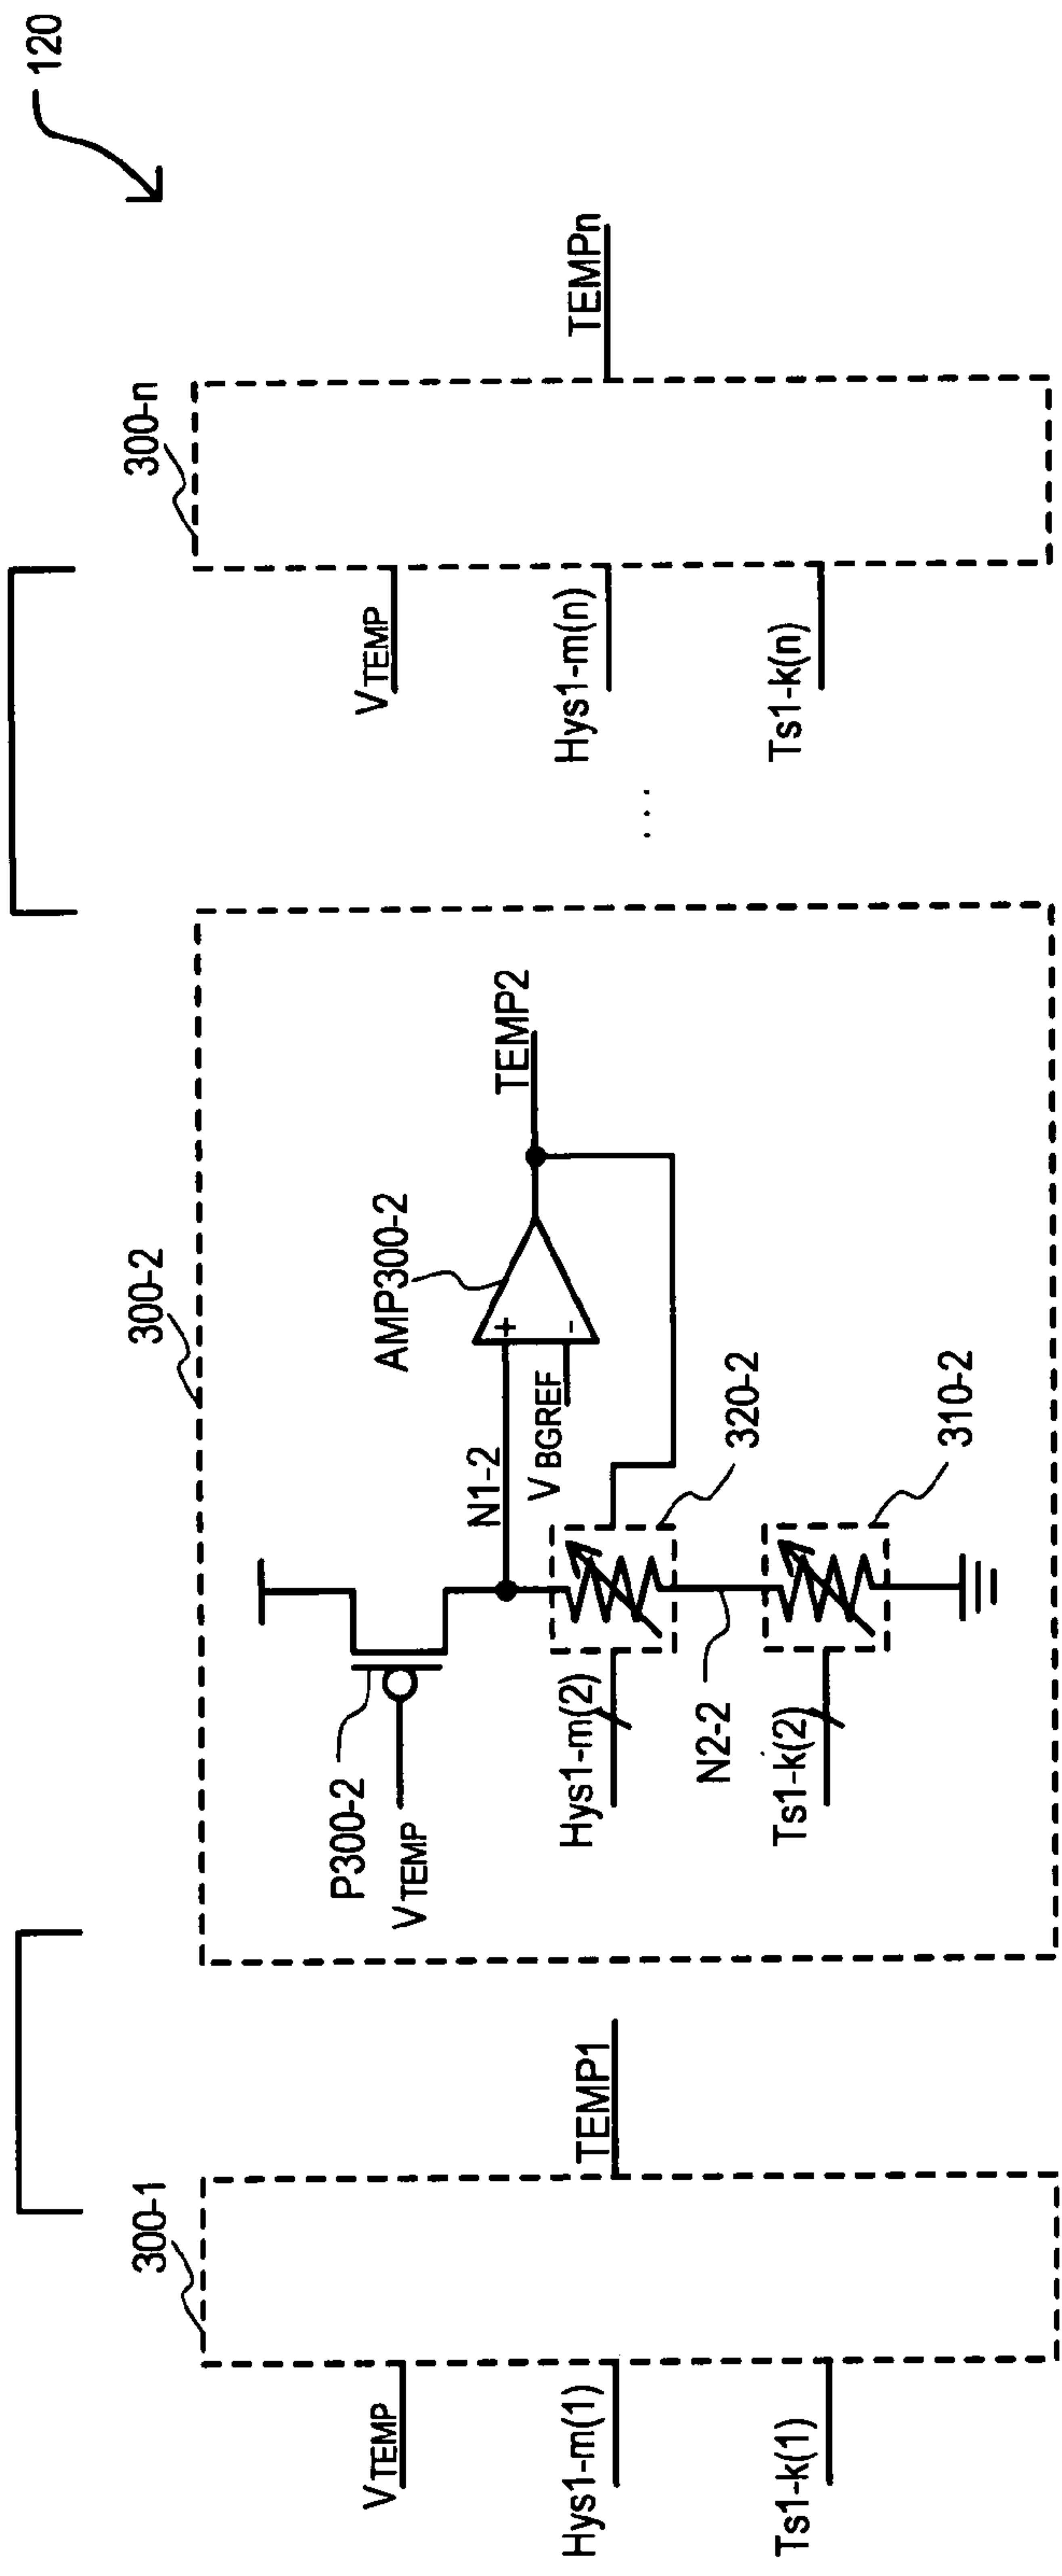 120
300-1
VTEMP
Hys1-m(1)
Ts1-k(1)
TEMP1
300-2
P300-2
VTEMP
Hys1-m(2)
N2-2
Ts1-k(2)
N1-2
VBGREF
AMP300-2
+
-
TEMP2
320-2
310-2
. . .
300-n
VTEMP
Hys1-m(n)
Ts1-k(n)
TEMPn